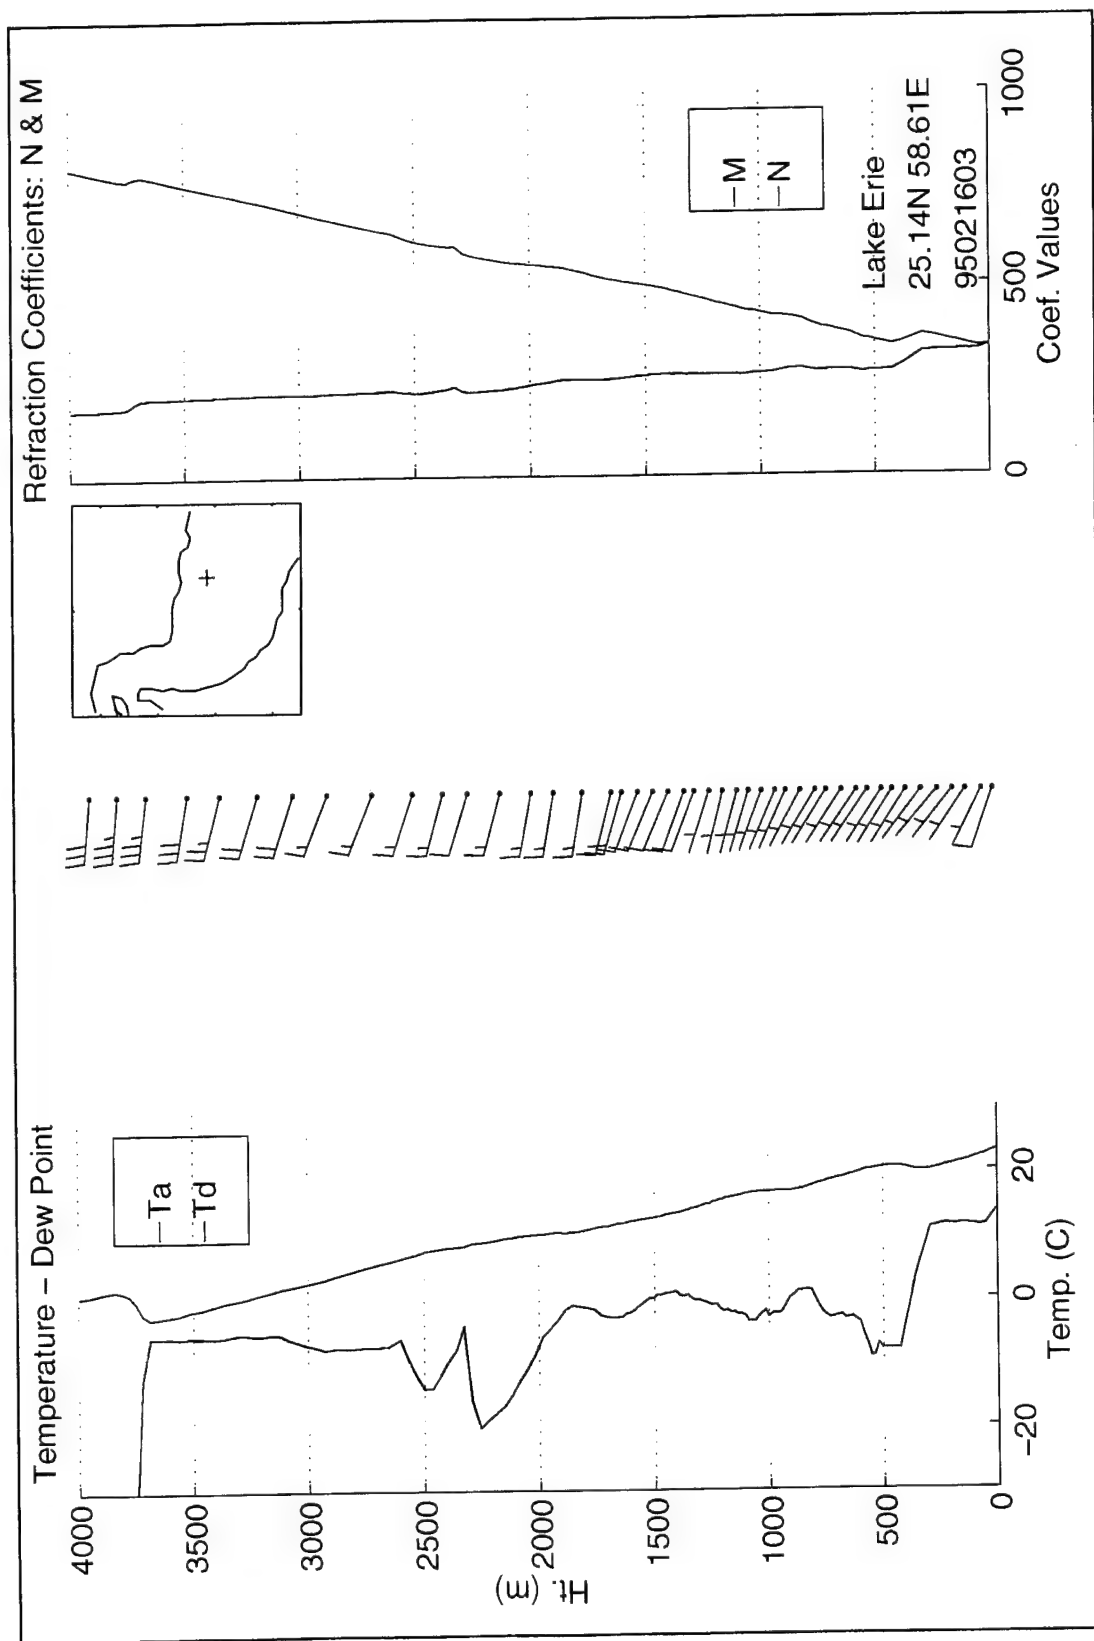 Temperature – Dew Point
Ta
Td
4000
3500
3000
2500
2000
1500
1000
500
0
Ht. (m)
–20
0
20
Temp. (C)
Refraction Coefficients: N & M
M
N
Lake Erie
25.14N 58.61E
95021603
0
500
1000
Coef. Values